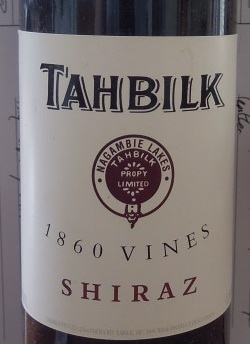 TAHBILK
NAGAMBIE LAKES
TAHBILK
PROPY
LIMITED
1860 VINES
SHIRAZ